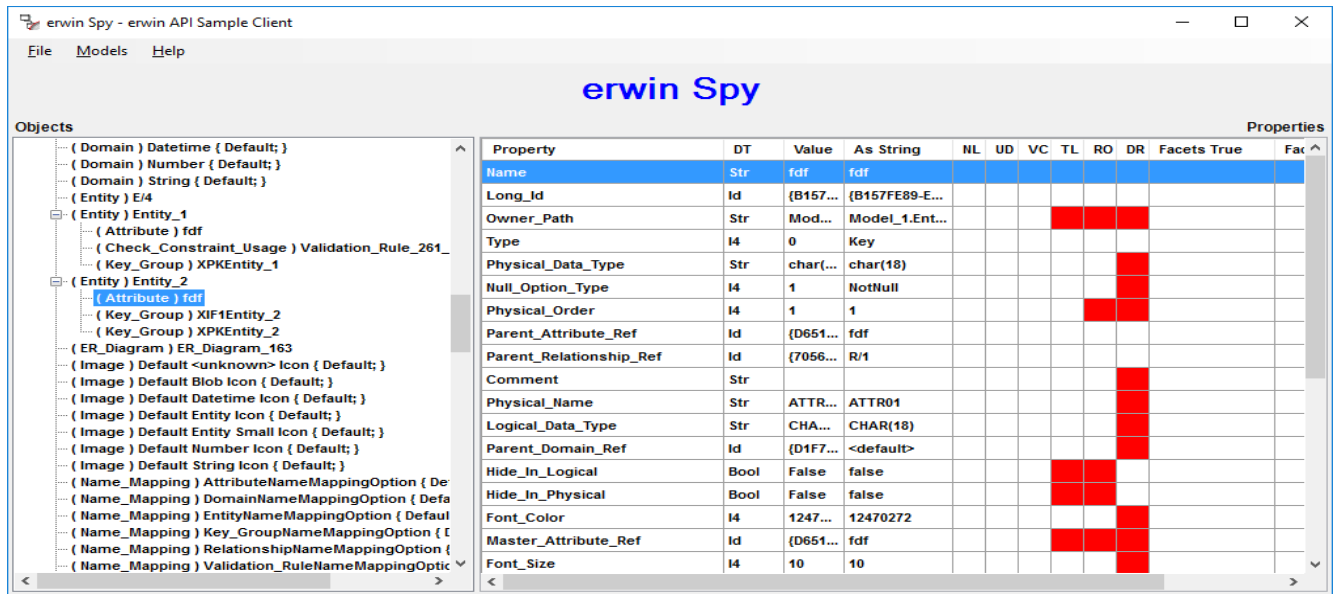 erwin Spy - erwin API Sample Client
File Models Help
erwin Spy
Objects
Properties
( Domain ) Datetime { Default; }
( Domain ) Number { Default; }
( Domain ) String { Default; }
( Entity ) E/4
( Entity ) Entity_1
( Attribute ) fdf
( Check_Constraint_Usage ) Validation_Rule_261_
( Key_Group ) XPKEntity_1
( Entity ) Entity_2
( Attribute ) fdf
( Key_Group ) XIF1Entity_2
( Key_Group ) XPKEntity_2
( ER_Diagram ) ER_Diagram_163
( Image ) Default <unknown> Icon { Default; }
( Image ) Default Blob Icon { Default; }
( Image ) Default Datetime Icon { Default; }
( Image ) Default Entity Icon { Default; }
( Image ) Default Entity Small Icon { Default; }
( Image ) Default Number Icon { Default; }
( Image ) Default String Icon { Default; }
( Name_Mapping ) AttributeNameMappingOption { De
( Name_Mapping ) DomainNameMappingOption { Defa
( Name_Mapping ) EntityNameMappingOption { Defaul
( Name_Mapping ) Key_GroupNameMappingOption { D
( Name_Mapping ) RelationshipNameMappingOption {
( Name_Mapping ) Validation_RuleNameMappingOptio
Property DT Value As String NL UD VC TL RO DR Facets True Fac
Name Str fdf fdf
Long_Id Id {B157... {B157FE89-E...
Owner_Path Str Mod... Model_1.Ent...
Type I4 0 Key
Physical_Data_Type Str char(... char(18)
Null_Option_Type I4 1 NotNull
Physical_Order I4 1 1
Parent_Attribute_Ref Id {D651... fdf
Parent_Relationship_Ref Id {7056... R/1
Comment Str
Physical_Name Str ATTR... ATTR01
Logical_Data_Type Str CHA... CHAR(18)
Parent_Domain_Ref Id {D1F7... <default>
Hide_In_Logical Bool False false
Hide_In_Physical Bool False false
Font_Color I4 1247... 12470272
Master_Attribute_Ref Id {D651... fdf
Font_Size I4 10 10